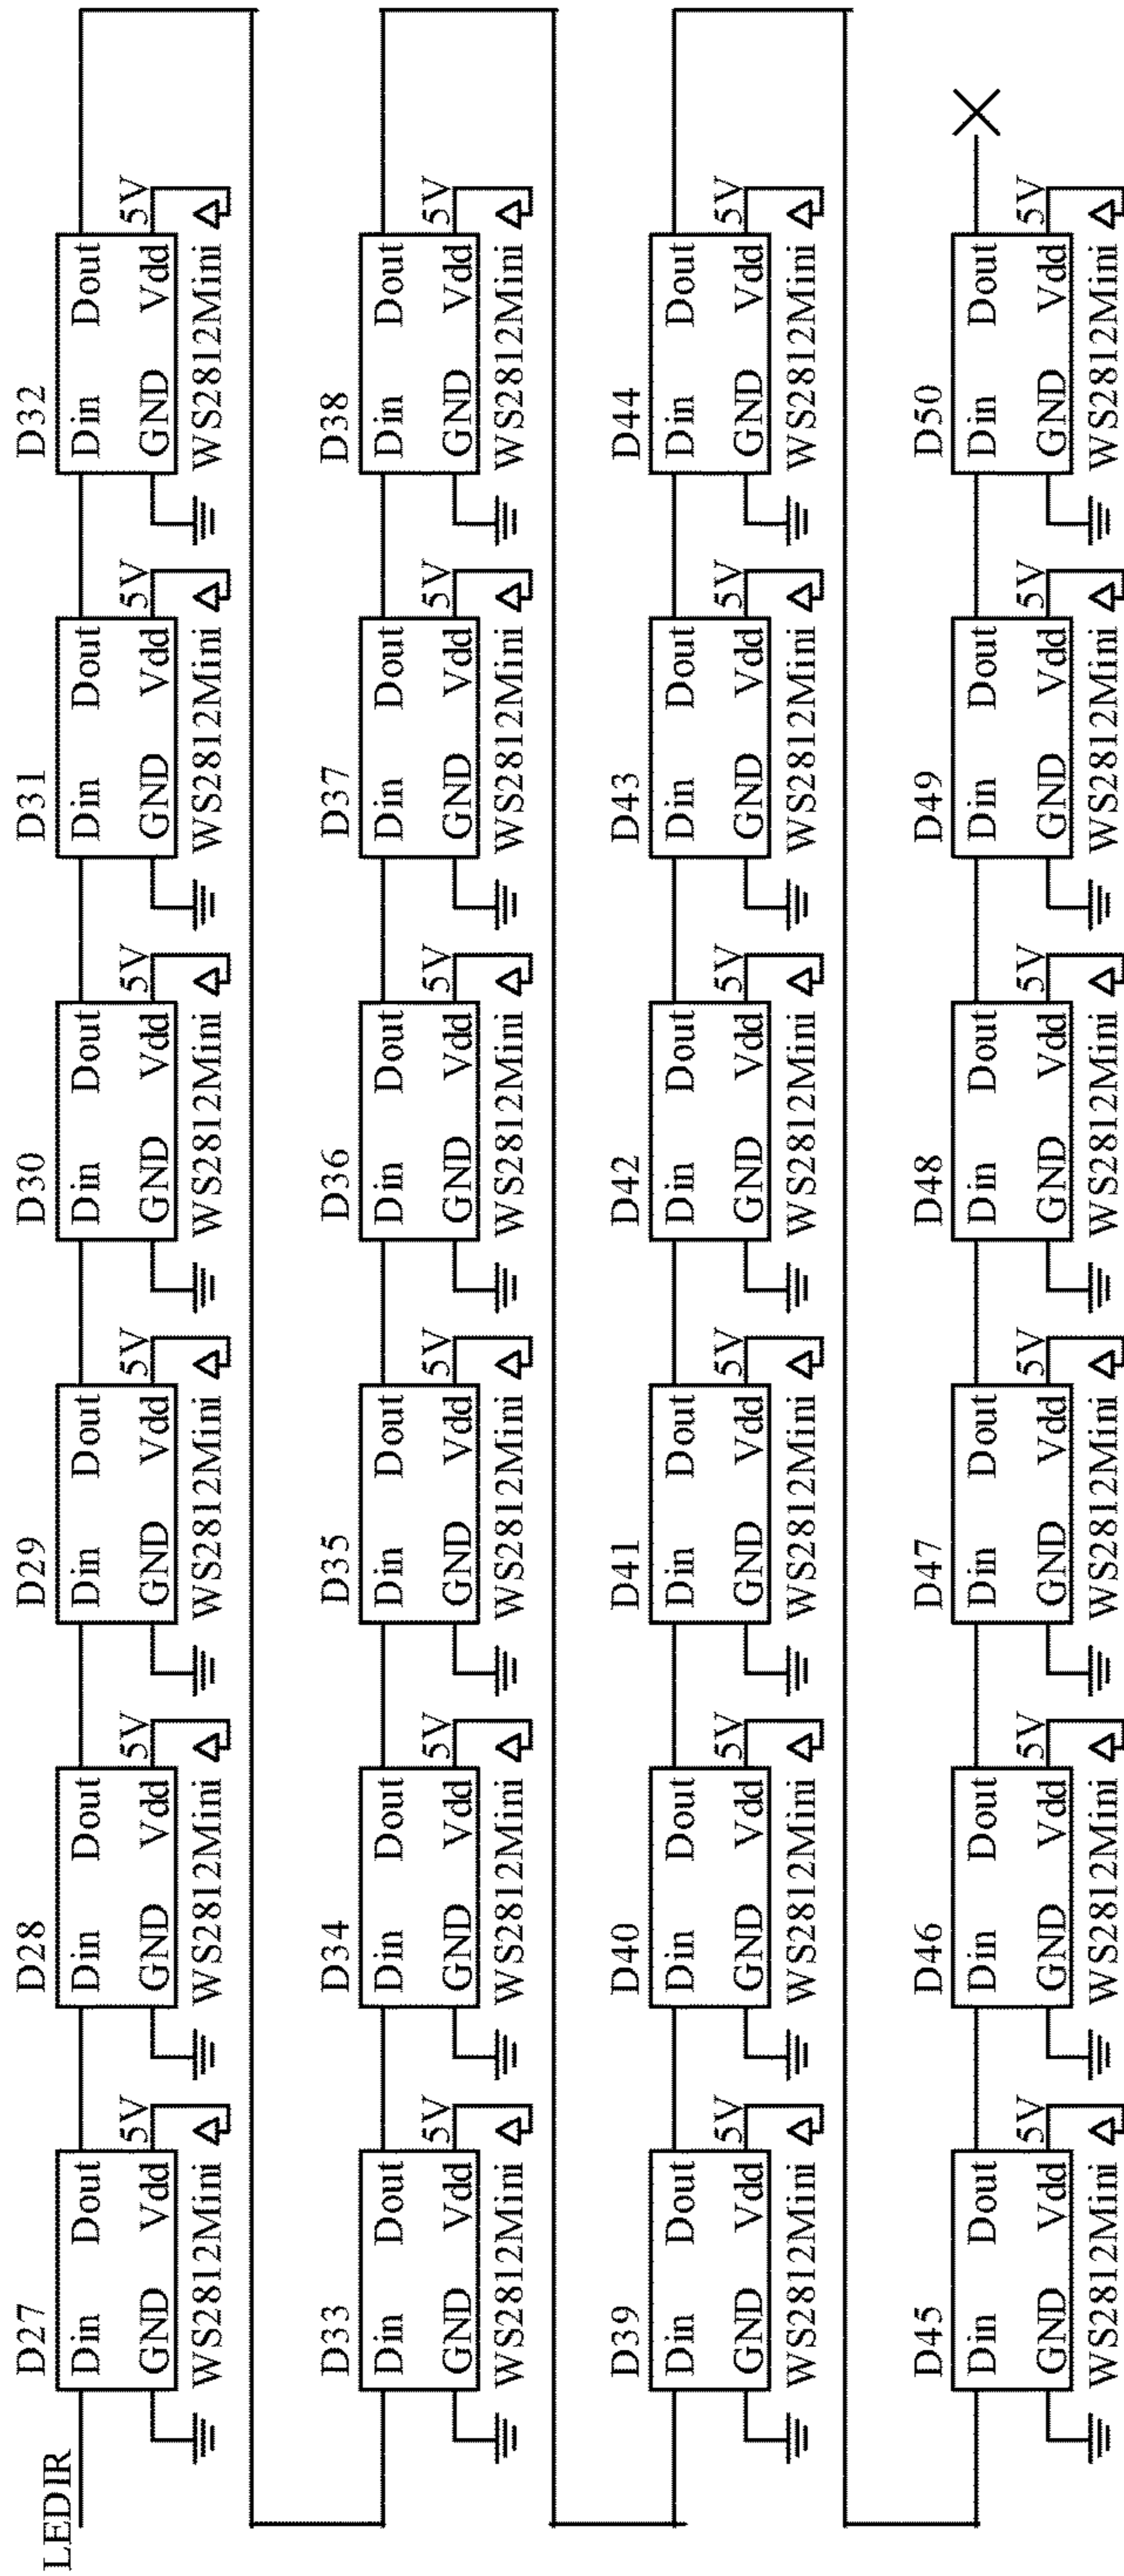 D27 D28 D29 D30 D31 D32
LEDIR
Din Dout Din Dout Din Dout Din Dout Din Dout Din Dout
GND Vdd 5V GND Vdd 5V GND Vdd 5V GND Vdd 5V GND Vdd 5V GND Vdd 5V
WS2812Mini WS2812Mini WS2812Mini WS2812Mini WS2812Mini WS2812Mini
D33 D34 D35 D36 D37 D38
Din Dout Din Dout Din Dout Din Dout Din Dout Din Dout
GND Vdd 5V GND Vdd 5V GND Vdd 5V GND Vdd 5V GND Vdd 5V GND Vdd 5V
WS2812Mini WS2812Mini WS2812Mini WS2812Mini WS2812Mini WS2812Mini
D39 D40 D41 D42 D43 D44
Din Dout Din Dout Din Dout Din Dout Din Dout Din Dout
GND Vdd 5V GND Vdd 5V GND Vdd 5V GND Vdd 5V GND Vdd 5V GND Vdd 5V
WS2812Mini WS2812Mini WS2812Mini WS2812Mini WS2812Mini WS2812Mini
D45 D46 D47 D48 D49 D50
Din Dout Din Dout Din Dout Din Dout Din Dout Din Dout
GND Vdd 5V GND Vdd 5V GND Vdd 5V GND Vdd 5V GND Vdd 5V GND Vdd 5V
WS2812Mini WS2812Mini WS2812Mini WS2812Mini WS2812Mini WS2812Mini